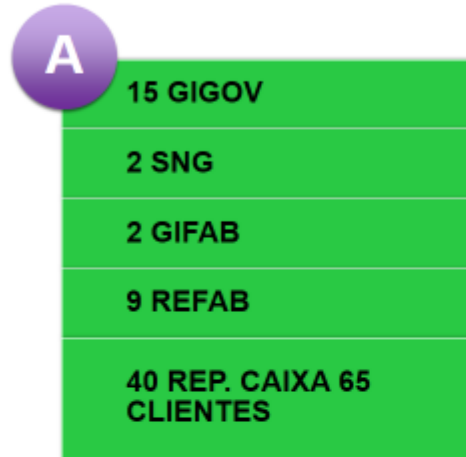 A
15 GIGOV
2 SNG
2 GIFAB
9 REFAB
40 REP. CAIXA 65
CLIENTES